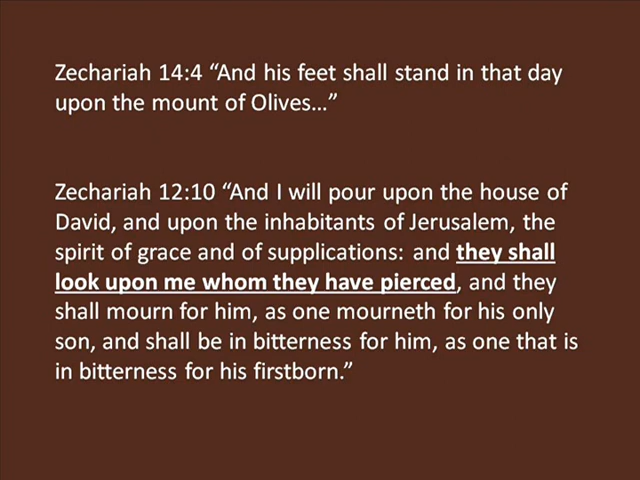 Zechariah 14:4 “And his feet shall stand in that day
upon the mount of Olives…”
Zechariah 12:10 “And I will pour upon the house of
David, and upon the inhabitants of Jerusalem, the
spirit of grace and of supplications: and they shall
look upon me whom they have pierced, and they
shall mourn for him, as one mourneth for his only
son, and shall be in bitterness for him, as one that is
in bitterness for his firstborn.”